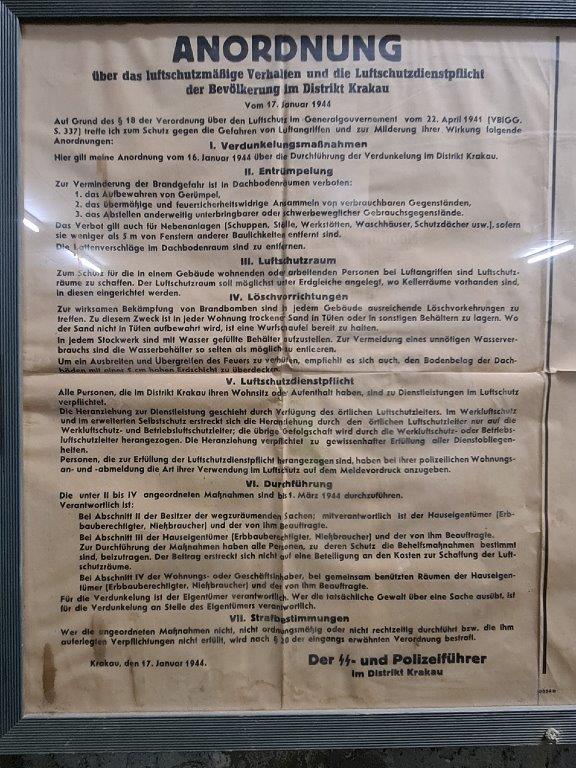 ANORDNUNG
über das luftschutzmäßige Verhalten und die Luftschutzdienstpflicht
der Bevölkerung im Distrikt Krakau
Vom 17. Januar 1944
Auf Grund des § 18 der Verordnung über den Luftschutz im Generalgouvernement vom 22. April 1941 (VBlGG.
S. 337) treffe ich zum Schutz gegen die Gefahren von Luftangriffen und zur Milderung ihrer Wirkung folgende
Anordnungen:
I. Verdunkelungsmaßnahmen
Hier gilt meine Anordnung vom 16. Januar 1944 über die Durchführung der Verdunkelung im Distrikt Krakau.
II. Entrümpelung
Zur Verminderung der Brandgefahr ist in Dachbodenräumen verboten:
1. das Aufbewahren von Gerümpel,
2. das übermäßige und feuersicherheitswidrige Ansammeln von verbrauchbaren Gegenständen,
3. das Abstellen anderweitig unterbringbarer oder schwerbeweglicher Gebrauchsgegenstände.
Das Verbot gilt auch für Nebenanlagen (Schuppen, Ställe, Werkstätten, Waschhäuser, Schutzdächer usw.), sofern
sie weniger als 5 m von Fenstern anderer Baulichkeiten entfernt sind.
Die Lattenverschläge im Dachbodenraum sind zu entfernen.
III. Luftschutzraum
Zum Schutz für die in einem Gebäude wohnenden oder arbeitenden Personen bei Luftangriffen sind Luftschutz-
räume zu schaffen. Der Luftschutzraum soll möglichst unter Erdgleiche angelegt, wo Kellerräume vorhanden sind,
in diesen eingerichtet werden.
IV. Löschvorrichtungen
Zur wirksamen Bekämpfung von Brandbomben sind in jedem Gebäude ausreichende Löschvorkehrungen zu
treffen. Zu diesem Zweck ist in jeder Wohnung trockener Sand in Tüten oder in sonstigen Behältern zu lagern. Wo
der Sand nicht in Tüten aufbewahrt wird, ist eine Wurfschaufel bereit zu halten.
In jedem Stockwerk sind mit Wasser gefüllte Behälter aufzustellen. Zur Vermeidung eines unnötigen Wasserver-
brauchs sind die Wasserbehälter so selten als möglich zu entleeren.
Um ein Ausbreiten und Übergreifen des Feuers zu verhüten, empfiehlt es sich auch, den Bodenbelag der Dach-
böden mit einer 5 cm hohen Erdschicht zu überdecken.
V. Luftschutzdienstpflicht
Alle Personen, die im Distrikt Krakau ihren Wohnsitz oder Aufenthalt haben, sind zu Dienstleistungen im Luftschutz
verpflichtet.
Die Heranziehung zur Dienstleistung geschieht durch Verfügung des örtlichen Luftschutzleiters. Im Werkluftschutz
und im erweiterten Selbstschutz erstreckt sich die Heranziehung durch den örtlichen Luftschutzleiter nur auf die
Werkluftschutz- und Betriebsluftschutzleiter; die übrige Gefolgschaft wird durch die Werkluftschutz- oder Betriebs-
luftschutzleiter herangezogen. Die Heranziehung verpflichtet zu gewissenhafter Erfüllung aller Dienstobliegen-
heiten.
Personen, die zur Erfüllung der Luftschutzdienstpflicht herangezogen sind, haben bei ihrer polizeilichen Wohnungs-
an- und -abmeldung die Art ihrer Verwendung im Luftschutz auf dem Meldevordruck anzugeben.
VI. Durchführung
Die unter II bis IV angeordneten Maßnahmen sind bis 1. März 1944 durchzuführen.
Verantwortlich ist:
Bei Abschnitt II der Besitzer der wegzuräumenden Sachen; mitverantwortlich ist der Hauseigentümer (Erb-
bauberechtigter, Nießbraucher) und der von ihm Beauftragte.
Bei Abschnitt III der Hauseigentümer (Erbbauberechtigter, Nießbraucher) und der von ihm Beauftragte.
Zur Durchführung der Maßnahmen haben alle Personen, zu deren Schutz die Behelfsmaßnahmen bestimmt
sind, beizutragen. Der Beitrag erstreckt sich nicht auf eine Beteiligung an den Kosten zur Schaffung der Luft-
schutzräume.
Bei Abschnitt IV der Wohnungs- oder Geschäftsinhaber, bei gemeinsam benützten Räumen der Hauseigen-
tümer (Erbbauberechtigter, Nießbraucher) und der von ihm Beauftragte.
Für die Verdunkelung ist der Eigentümer verantwortlich. Wer die tatsächliche Gewalt über eine Sache ausübt, ist
für die Verdunkelung an Stelle des Eigentümers verantwortlich.
VII. Strafbestimmungen
Wer die angeordneten Maßnahmen nicht, nicht ordnungsmäßig oder nicht rechtzeitig durchführt bzw. die ihm
auferlegten Verpflichtungen nicht erfüllt, wird nach § 20 der eingangs erwähnten Verordnung bestraft.
Krakau, den 17. Januar 1944.
Der SS- und Polizeiführer
im Distrikt Krakau